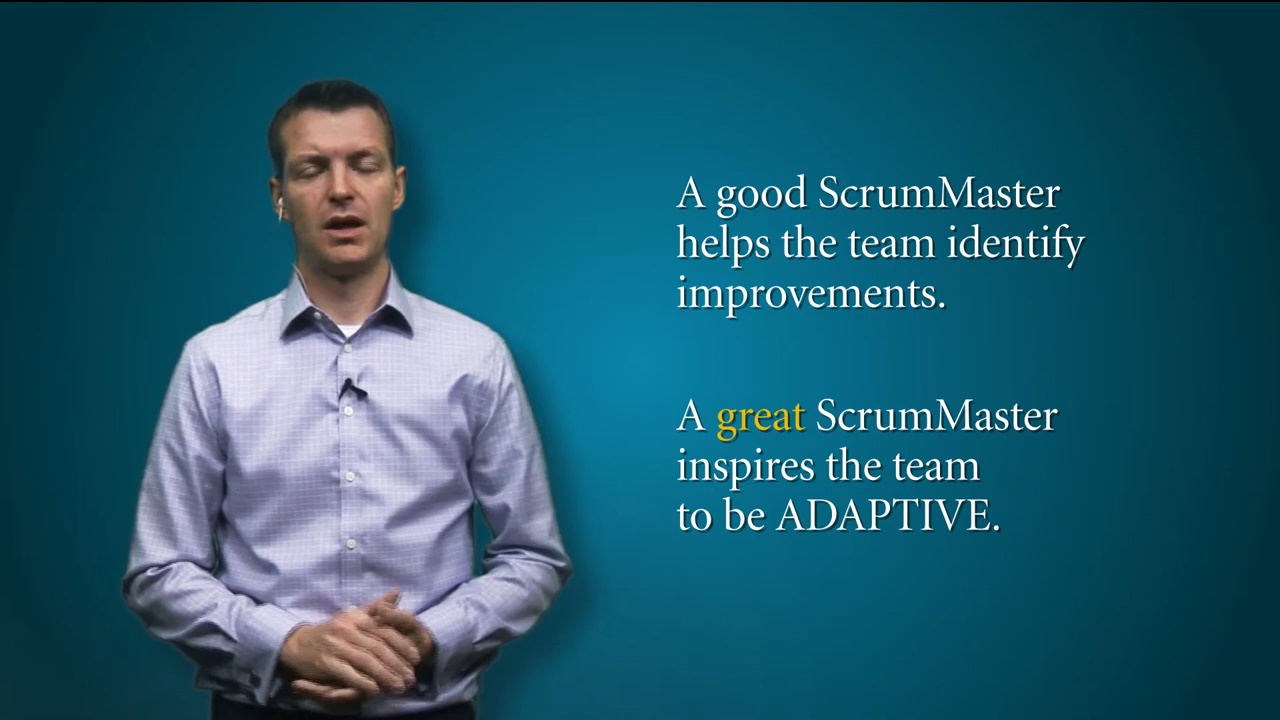 A good ScrumMaster
helps the team identify
improvements.
A great ScrumMaster
inspires the team
to be ADAPTIVE.